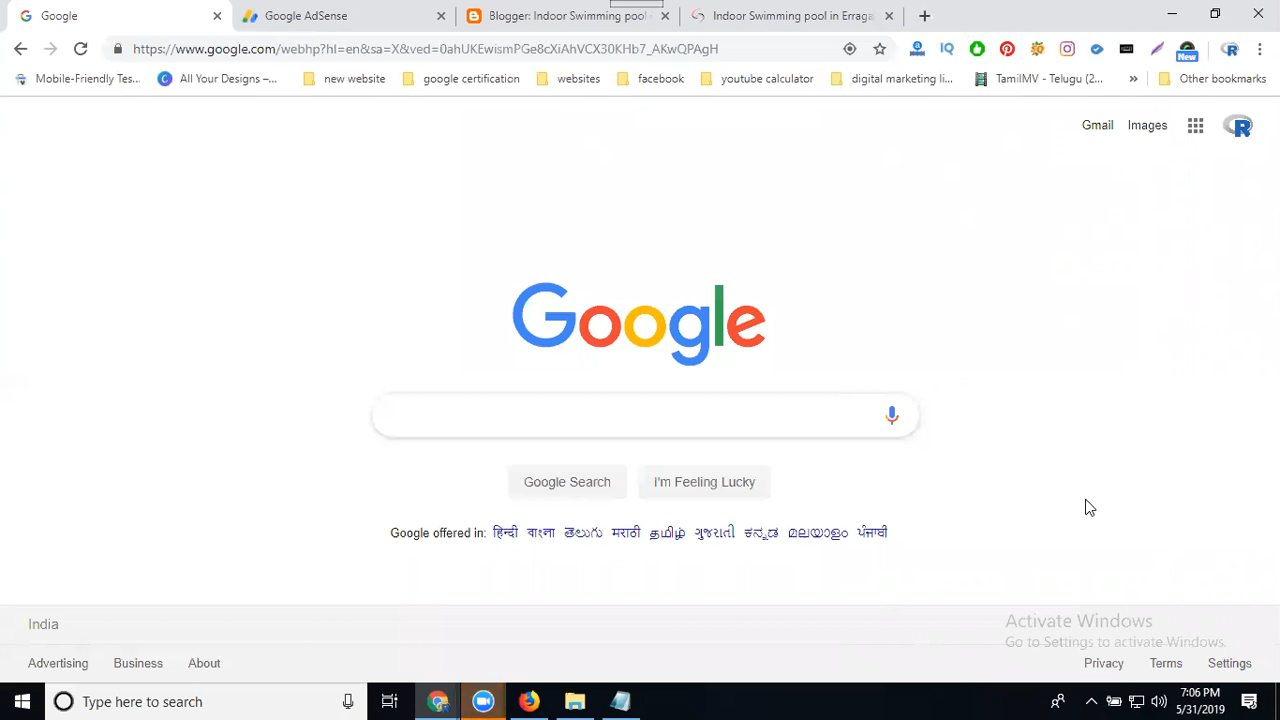 Google
Google AdSense
Blogger: Indoor Swimming pool
Indoor Swimming pool in Erraga
https://www.google.com/webhp?hl=en&sa=X&ved=0ahUKEwismPGe8cXiAhVCX30KHb7_AKwQPAgH
Mobile-Friendly Tes...
All Your Designs –...
new website
google certification
websites
facebook
youtube calculator
digital marketing li...
TamilMV - Telugu (2...
»
Other bookmarks
IQ
New
Gmail Images
Google
Google Search
I'm Feeling Lucky
Google offered in: हिन्दी বাংলা తెలుగు मराठी தமிழ் ગુજરાતી ಕನ್ನಡ മലയാളം ਪੰਜਾਬੀ
India
Activate Windows
Go to Settings to activate Windows.
Advertising Business About Privacy Terms Settings
Type here to search
7:06 PM
5/31/2019